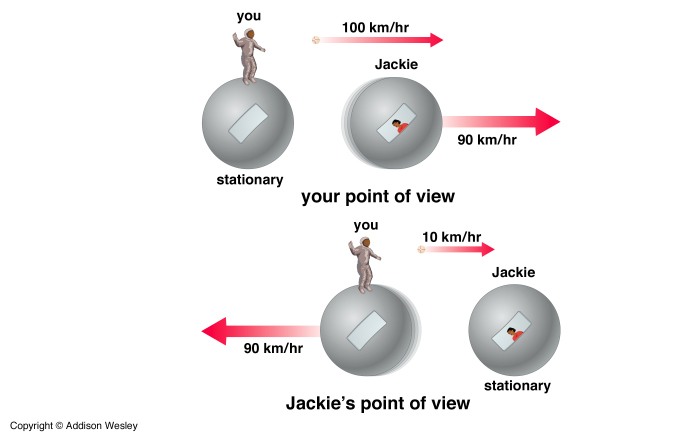 you
100 km/hr
Jackie
90 km/hr
stationary
your point of view
you
10 km/hr
Jackie
90 km/hr
stationary
Jackie’s point of view
Copyright © Addison Wesley